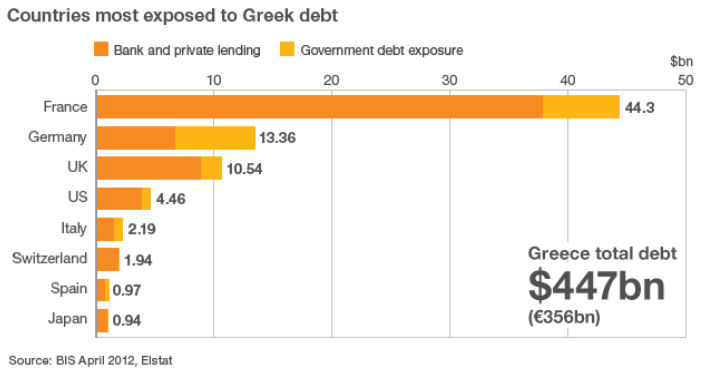 Countries most exposed to Greek debt
Bank and private lending Government debt exposure
$bn
0 10 20 30 40 50
France 44.3
Germany 13.36
UK 10.54
US 4.46
Italy 2.19
Switzerland 1.94
Spain 0.97
Japan 0.94
Greece total debt
$447bn
(€356bn)
Source: BIS April 2012, Elstat